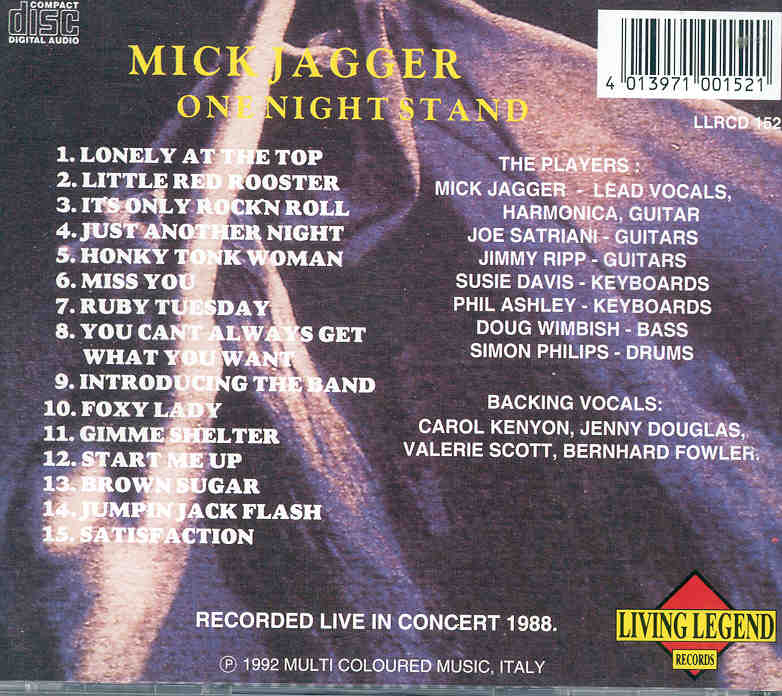 COMPACT
disc
DIGITAL AUDIO
MICK JAGGER
ONE NIGHT STAND
4 013971 001521
LLRCD 152
1. LONELY AT THE TOP
2. LITTLE RED ROOSTER
3. IT'S ONLY ROCK'N ROLL
4. JUST ANOTHER NIGHT
5. HONKY TONK WOMAN
6. MISS YOU
7. RUBY TUESDAY
8. YOU CANT ALWAYS GET
WHAT YOU WANT
9. INTRODUCING THE BAND
10. FOXY LADY
11. GIMME SHELTER
12. START ME UP
13. BROWN SUGAR
14. JUMPIN JACK FLASH
15. SATISFACTION
THE PLAYERS :
MICK JAGGER - LEAD VOCALS,
HARMONICA, GUITAR
JOE SATRIANI - GUITARS
JIMMY RIPP - GUITARS
SUSIE DAVIS - KEYBOARDS
PHIL ASHLEY - KEYBOARDS
DOUG WIMBISH - BASS
SIMON PHILIPS - DRUMS
BACKING VOCALS:
CAROL KENYON, JENNY DOUGLAS,
VALERIE SCOTT, BERNHARD FOWLER.
RECORDED LIVE IN CONCERT 1988.
Ⓟ 1992 MULTI COLOURED MUSIC, ITALY
LIVING LEGEND
RECORDS